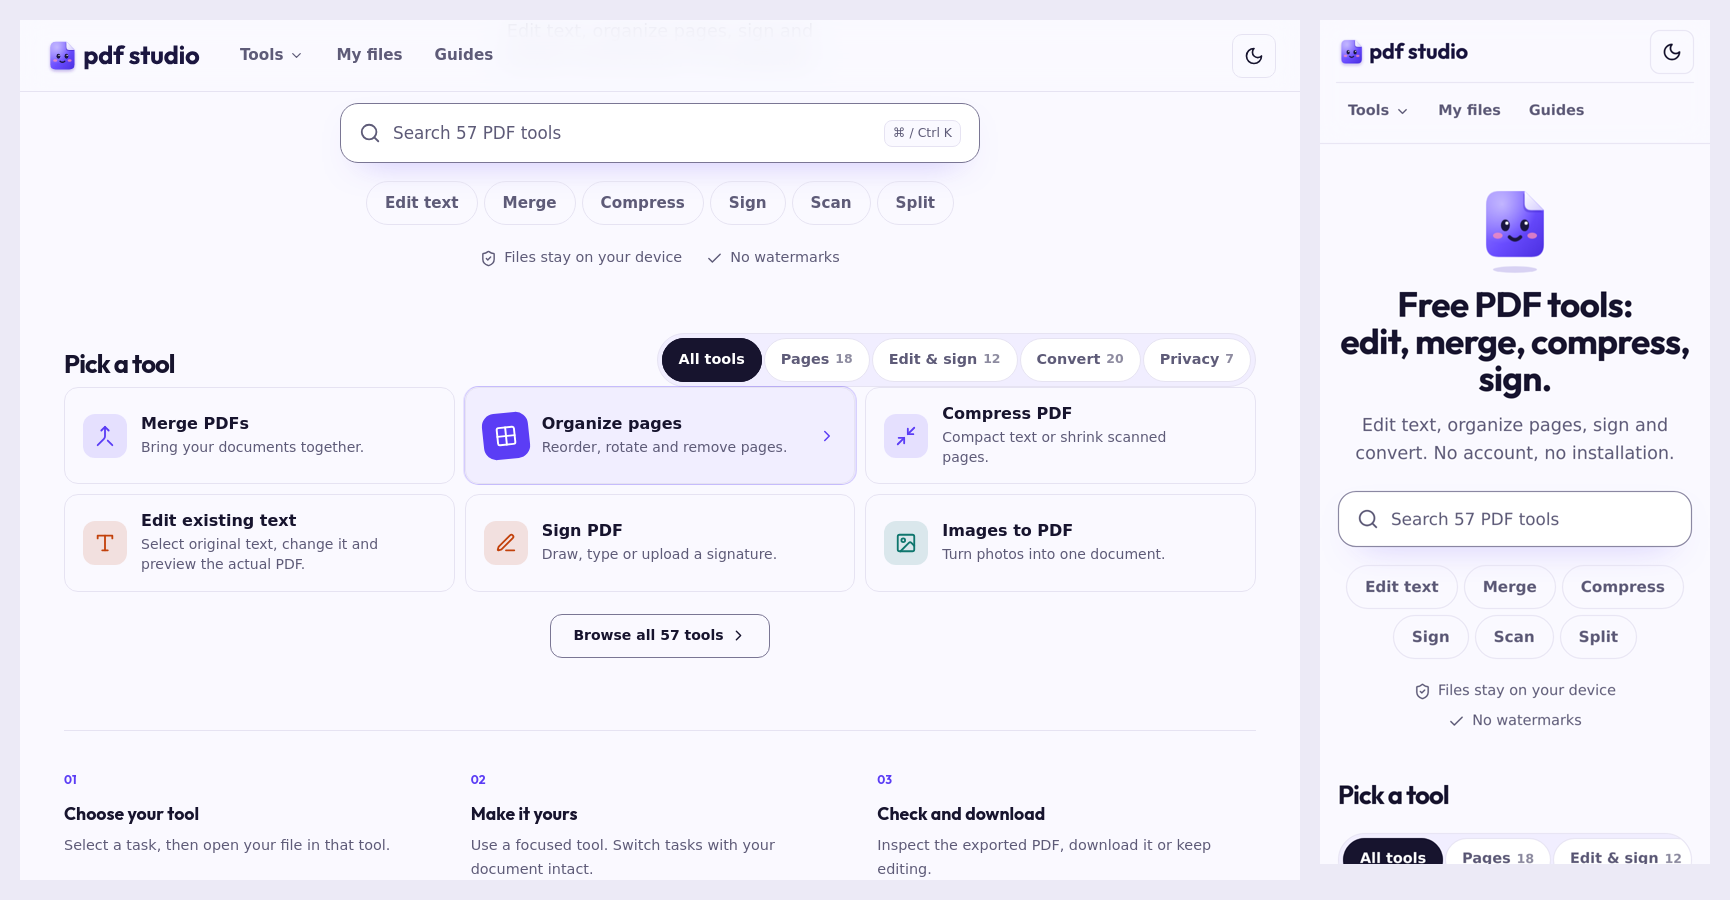 Edit text, organize pages, sign and
pdf studio
Tools
My files
Guides
Search 57 PDF tools
⌘ / Ctrl K
Edit text
Merge
Compress
Sign
Scan
Split
Files stay on your device
No watermarks
Pick a tool
All tools
Pages 18
Edit & sign 12
Convert 20
Privacy 7
Merge PDFs
Bring your documents together.
Organize pages
Reorder, rotate and remove pages.
Compress PDF
Compact text or shrink scanned
pages.
Edit existing text
Select original text, change it and
preview the actual PDF.
Sign PDF
Draw, type or upload a signature.
Images to PDF
Turn photos into one document.
Browse all 57 tools
01
Choose your tool
Select a task, then open your file in that tool.
02
Make it yours
Use a focused tool. Switch tasks with your
document intact.
03
Check and download
Inspect the exported PDF, download it or keep
editing.
pdf studio
Tools
My files
Guides
Free PDF tools:
edit, merge, compress,
sign.
Edit text, organize pages, sign and
convert. No account, no installation.
Search 57 PDF tools
Edit text
Merge
Compress
Sign
Scan
Split
Files stay on your device
No watermarks
Pick a tool
All tools
Pages 18
Edit & sign 12